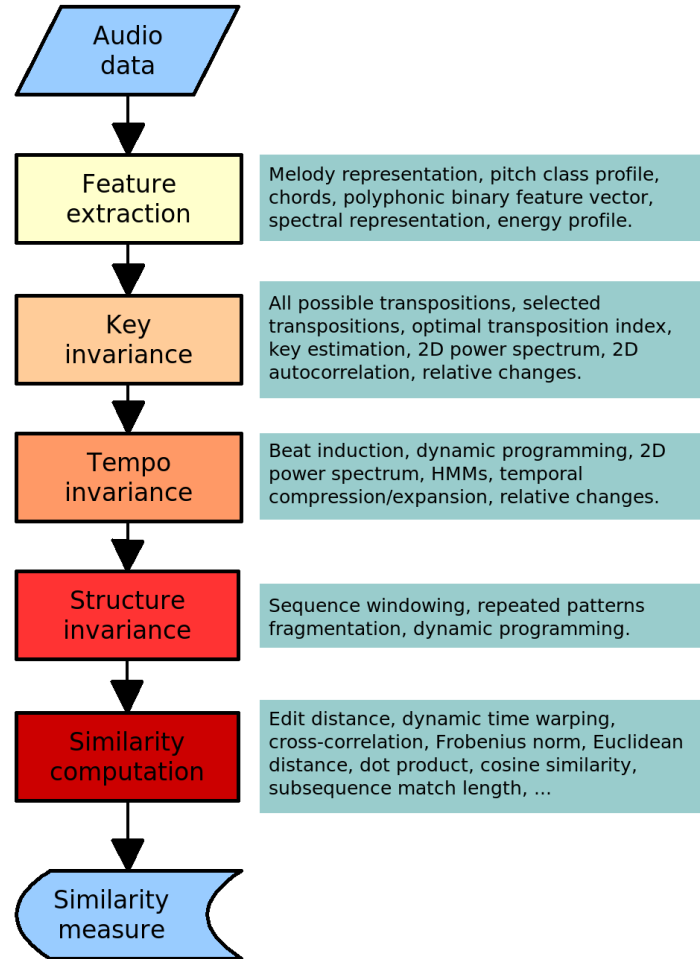 Audio
data
Feature
extraction
Melody representation, pitch class profile,
chords, polyphonic binary feature vector,
spectral representation, energy profile.
Key
invariance
All possible transpositions, selected
transpositions, optimal transposition index,
key estimation, 2D power spectrum, 2D
autocorrelation, relative changes.
Tempo
invariance
Beat induction, dynamic programming, 2D
power spectrum, HMMs, temporal
compression/expansion, relative changes.
Structure
invariance
Sequence windowing, repeated patterns
fragmentation, dynamic programming.
Similarity
computation
Edit distance, dynamic time warping,
cross-correlation, Frobenius norm, Euclidean
distance, dot product, cosine similarity,
subsequence match length, ...
Similarity
measure